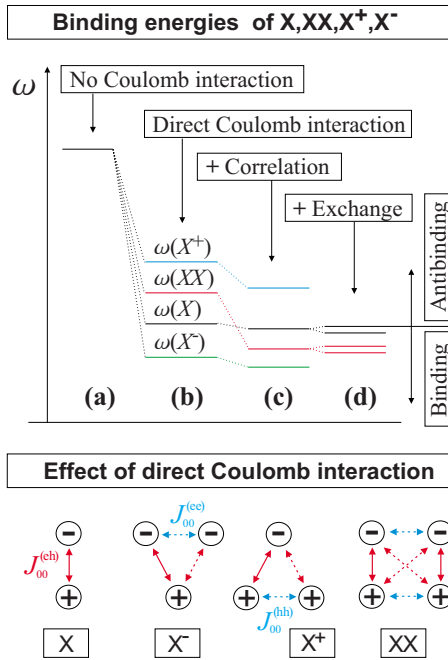 Binding energies of X,XX,X⁺,X⁻
ω
No Coulomb interaction
Direct Coulomb interaction
+ Correlation
+ Exchange
Antibinding
Binding
ω(X⁺)
ω(XX)
ω(X)
ω(X⁻)
(a) (b) (c) (d)
Effect of direct Coulomb interaction
J₀₀⁽ᵉᵉ⁾
− − − − − −
J₀₀⁽ᵉʰ⁾
+ + + + + +
J₀₀⁽ʰʰ⁾
X X⁻ X⁺ XX